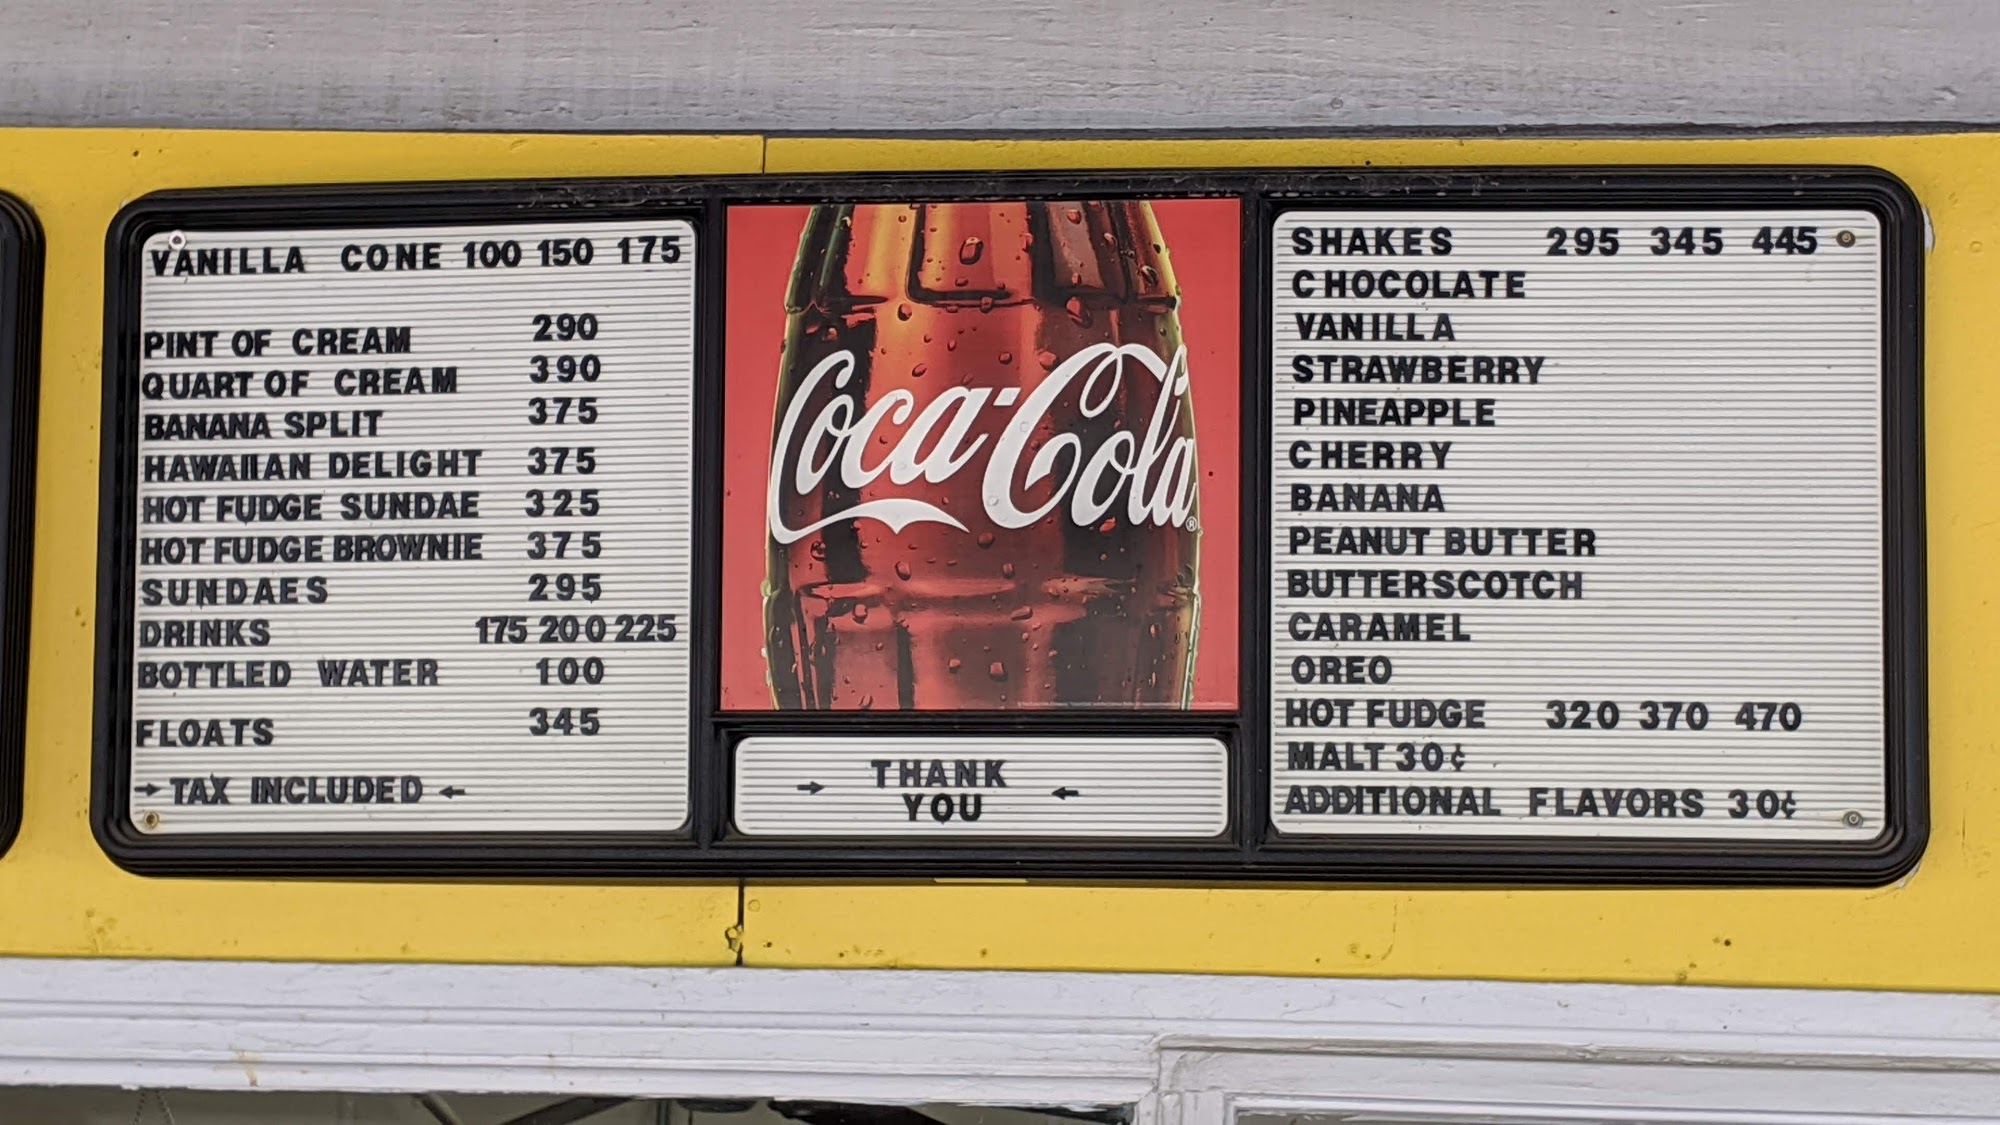 VANILLA CONE 100 150 175
PINT OF CREAM 290
QUART OF CREAM 390
BANANA SPLIT 375
HAWAIIAN DELIGHT 375
HOT FUDGE SUNDAE 325
HOT FUDGE BROWNIE 375
SUNDAES 295
DRINKS 175 200 225
BOTTLED WATER 100
FLOATS 345
→ TAX INCLUDED ←
Coca-Cola ®
→ THANK ←
YOU
SHAKES 295 345 445
CHOCOLATE
VANILLA
STRAWBERRY
PINEAPPLE
CHERRY
BANANA
PEANUT BUTTER
BUTTERSCOTCH
CARAMEL
OREO
HOT FUDGE 320 370 470
MALT 30¢
ADDITIONAL FLAVORS 30¢